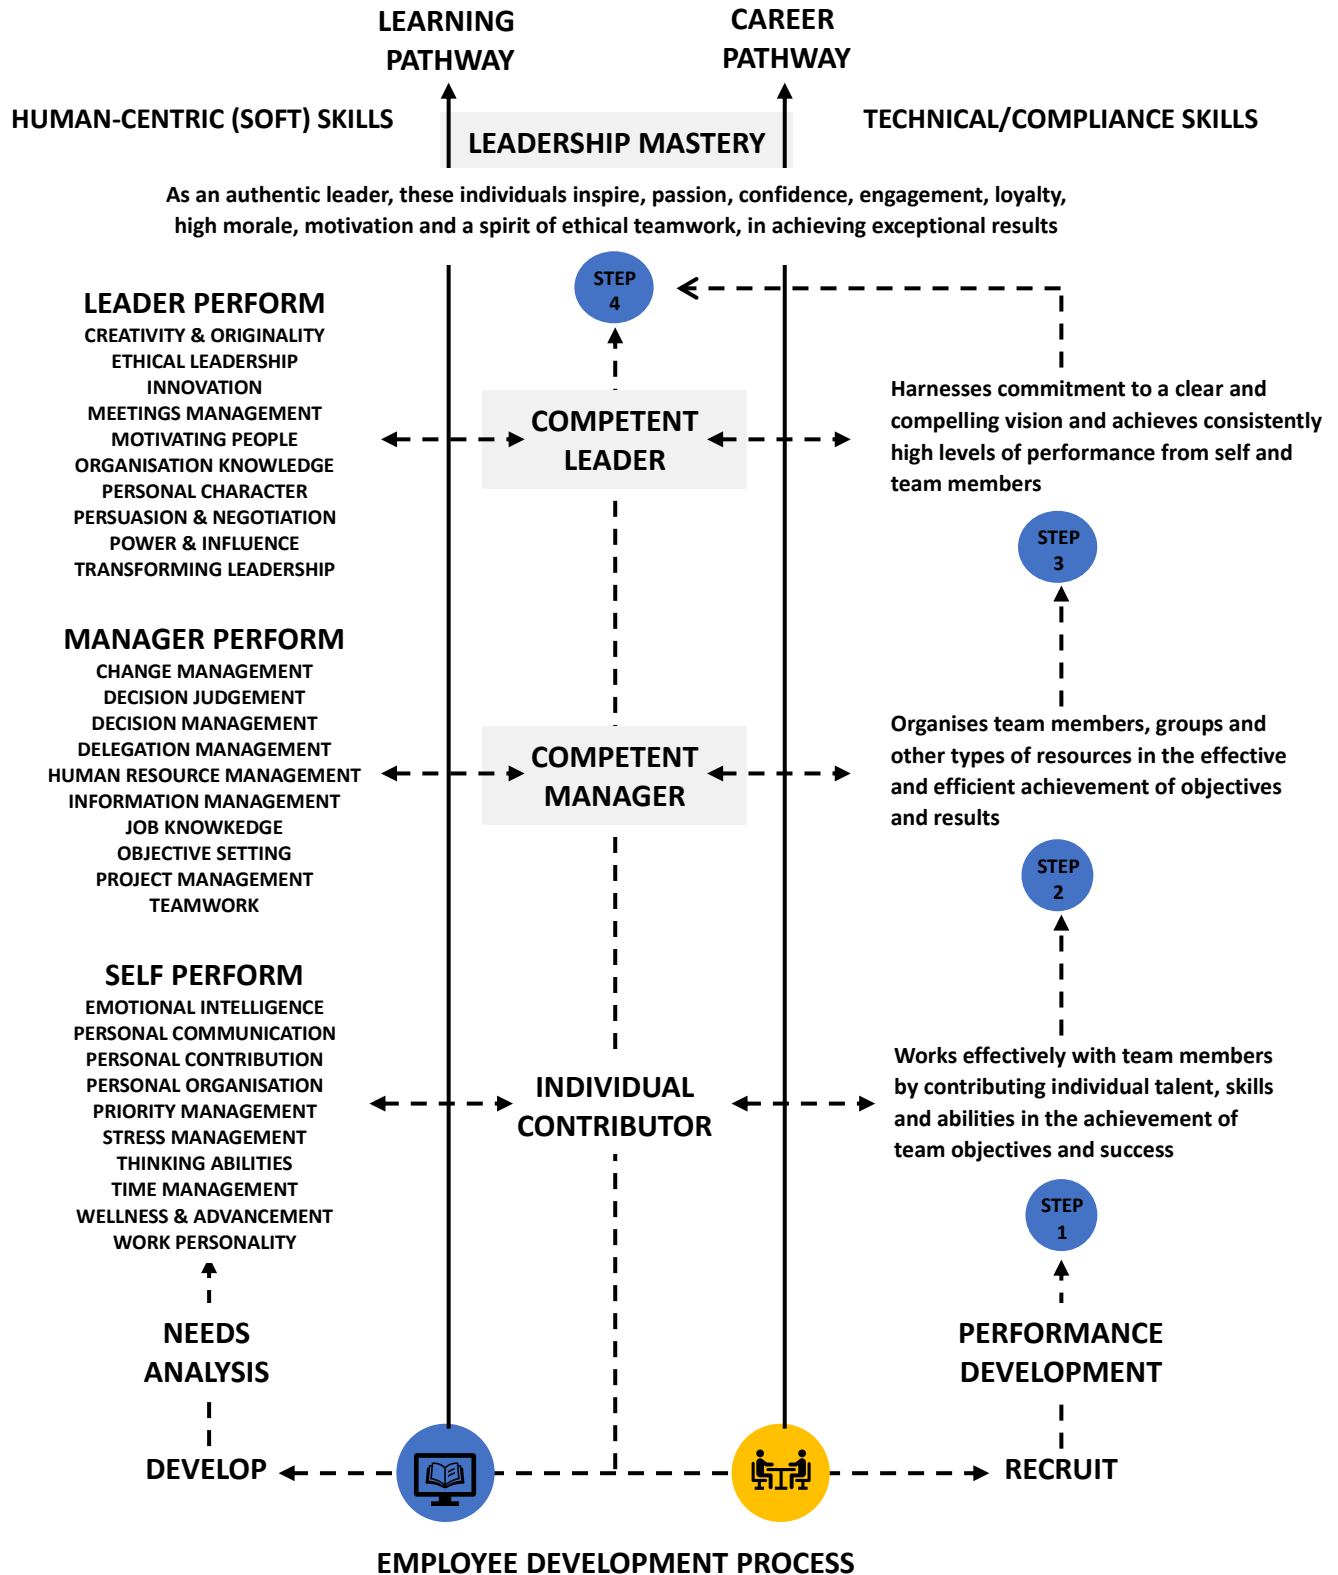 LEARNING
PATHWAY
CAREER
PATHWAY
HUMAN-CENTRIC (SOFT) SKILLS
TECHNICAL/COMPLIANCE SKILLS
LEADERSHIP MASTERY
As an authentic leader, these individuals inspire, passion, confidence, engagement, loyalty,
high morale, motivation and a spirit of ethical teamwork, in achieving exceptional results
STEP
4
LEADER PERFORM
CREATIVITY & ORIGINALITY
ETHICAL LEADERSHIP
INNOVATION
MEETINGS MANAGEMENT
MOTIVATING PEOPLE
ORGANISATION KNOWLEDGE
PERSONAL CHARACTER
PERSUASION & NEGOTIATION
POWER & INFLUENCE
TRANSFORMING LEADERSHIP
COMPETENT
LEADER
Harnesses commitment to a clear and
compelling vision and achieves consistently
high levels of performance from self and
team members
STEP
3
MANAGER PERFORM
CHANGE MANAGEMENT
DECISION JUDGEMENT
DECISION MANAGEMENT
DELEGATION MANAGEMENT
HUMAN RESOURCE MANAGEMENT
INFORMATION MANAGEMENT
JOB KNOWKEDGE
OBJECTIVE SETTING
PROJECT MANAGEMENT
TEAMWORK
COMPETENT
MANAGER
Organises team members, groups and
other types of resources in the effective
and efficient achievement of objectives
and results
STEP
2
SELF PERFORM
EMOTIONAL INTELLIGENCE
PERSONAL COMMUNICATION
PERSONAL CONTRIBUTION
PERSONAL ORGANISATION
PRIORITY MANAGEMENT
STRESS MANAGEMENT
THINKING ABILITIES
TIME MANAGEMENT
WELLNESS & ADVANCEMENT
WORK PERSONALITY
INDIVIDUAL
CONTRIBUTOR
Works effectively with team members
by contributing individual talent, skills
and abilities in the achievement of
team objectives and success
STEP
1
NEEDS
ANALYSIS
PERFORMANCE
DEVELOPMENT
DEVELOP
RECRUIT
EMPLOYEE DEVELOPMENT PROCESS